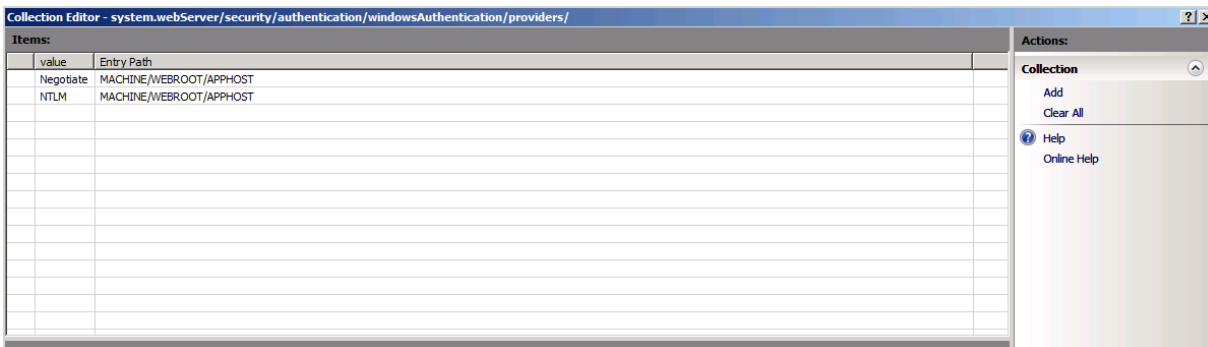 Collection Editor - system.webServer/security/authentication/windowsAuthentication/providers/
Items:
value Entry Path
Negotiate MACHINE/WEBROOT/APPHOST
NTLM MACHINE/WEBROOT/APPHOST
Actions:
Collection
Add
Clear All
Help
Online Help